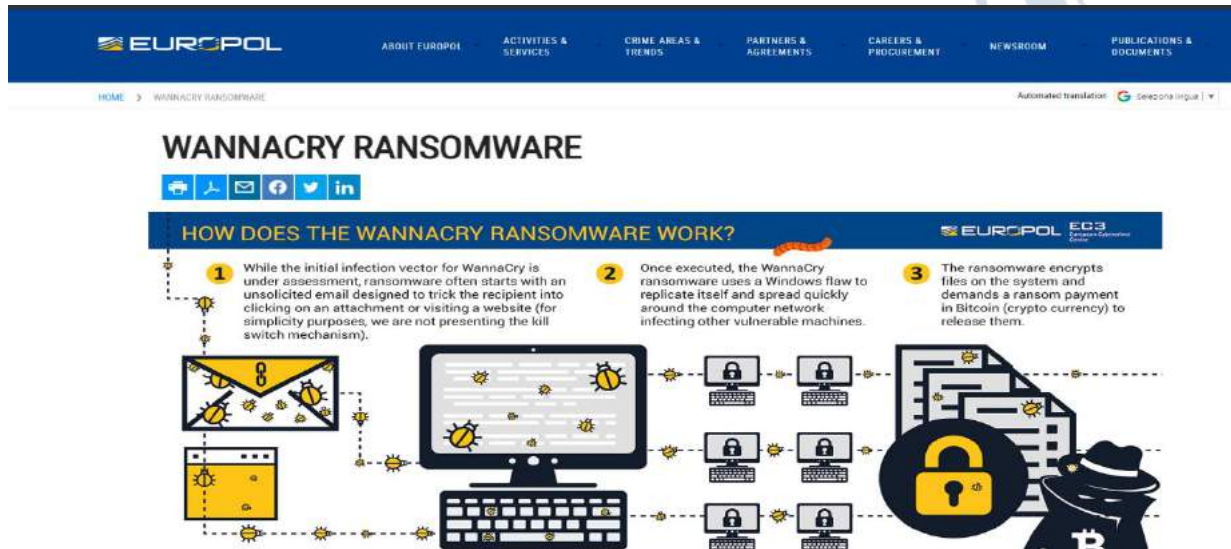 EUROPOL
ABOUT EUROPOL
ACTIVITIES &
SERVICES
CRIME AREAS &
TRENDS
PARTNERS &
AGREEMENTS
CAREERS &
PROCUREMENT
NEWSROOM
PUBLICATIONS &
DOCUMENTS
HOME > WANNACRY RANSOMWARE
Automated translation G Seleziona lingua | ▼
WANNACRY RANSOMWARE
f in
HOW DOES THE WANNACRY RANSOMWARE WORK?
EUROPOL EC3
European Cybercrime
Centre
1
While the initial infection vector for WannaCry is
under assessment, ransomware often starts with an
unsolicited email designed to trick the recipient into
clicking on an attachment or visiting a website (for
simplicity purposes, we are not presenting the kill
switch mechanism).
2
Once executed, the WannaCry
ransomware uses a Windows flaw to
replicate itself and spread quickly
around the computer network
infecting other vulnerable machines.
3
The ransomware encrypts
files on the system and
demands a ransom payment
in Bitcoin (crypto currency) to
release them.
B